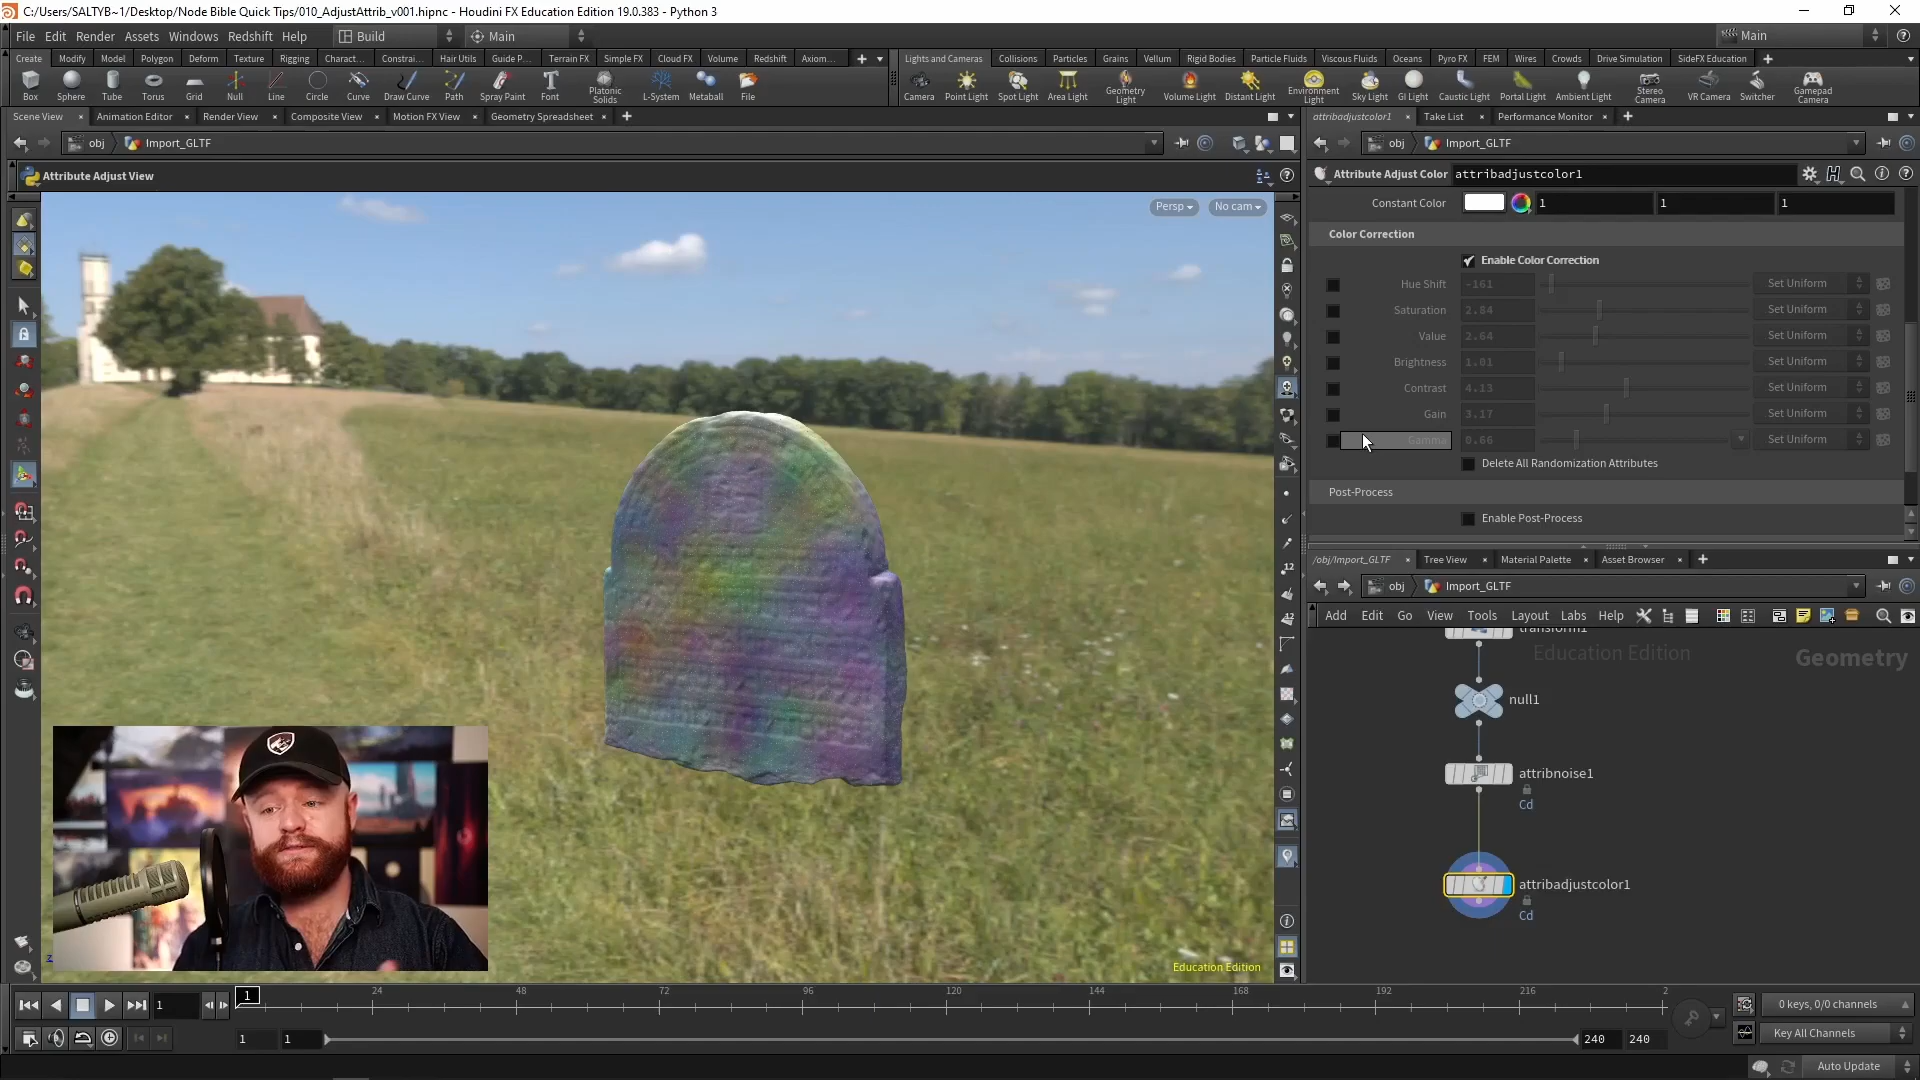 C:/Users/SALTYB~1/Desktop/Node Bible Quick Tips/010_AdjustAttrib_v001.hipnc - Houdini FX Education Edition 19.0.383 - Python 3
File Edit Render Assets Windows Redshift Help Build Main Main
Create Modify Model Polygon Deform Texture Rigging Charact... Constrai... Hair Utils Guide P... Terrain FX Simple FX Cloud FX Volume Redshift Axiom...
Lights and Cameras Collisions Particles Grains Vellum Rigid Bodies Particle Fluids Viscous Fluids Oceans Pyro FX FEM Wires Crowds Drive Simulation SideFX Education
Box Sphere Tube Torus Grid Null Line Circle Curve Draw Curve Path Spray Paint Font Platonic Solids L-System Metaball File
Camera Point Light Spot Light Area Light Geometry Light Volume Light Distant Light Environment Light Sky Light GI Light Caustic Light Portal Light Ambient Light Stereo Camera VR Camera Switcher Gamepad Camera
Scene View Animation Editor Render View Composite View Motion FX View Geometry Spreadsheet
attribadjustcolor1 Take List Performance Monitor
obj Import_GLTF
obj Import_GLTF
Attribute Adjust View
Attribute Adjust Color attribadjustcolor1
Persp No cam
Constant Color 1 1 1
Color Correction
Enable Color Correction
Hue Shift -161 Set Uniform
Saturation 2.84 Set Uniform
Value 2.64 Set Uniform
Brightness 1.01 Set Uniform
Contrast 4.13 Set Uniform
Gain 3.17 Set Uniform
Gamma 0.66 Set Uniform
Delete All Randomization Attributes
Post-Process
Enable Post-Process
/obj/Import_GLTF Tree View Material Palette Asset Browser
obj Import_GLTF
Add Edit Go View Tools Layout Labs Help
transform1
Education Edition
Geometry
null1
attribnoise1
Cd
attribadjustcolor1
Cd
z
Education Edition
1 1 24 48 72 96 120 144 168 192 216 2
0 keys, 0/0 channels
1 1 240 240
Key All Channels
Auto Update